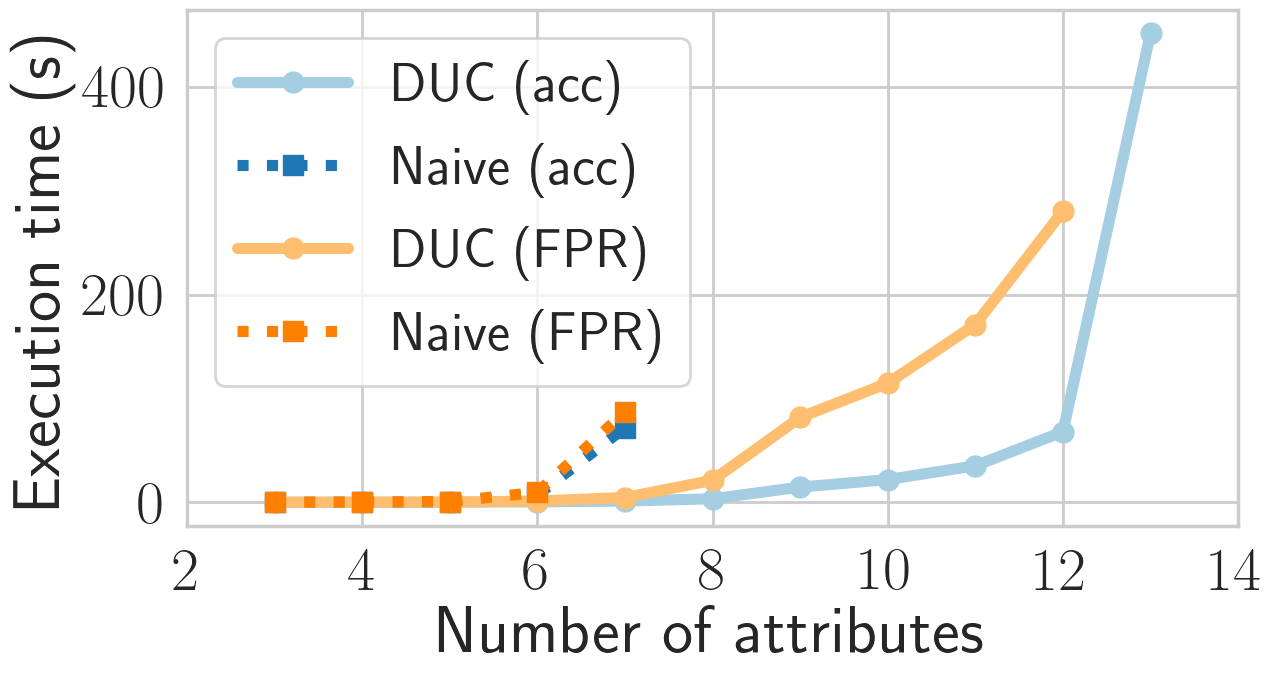 Execution time (s)
400
200
0
DUC (acc)
Naive (acc)
DUC (FPR)
Naive (FPR)
2 4 6 8 10 12 14
Number of attributes